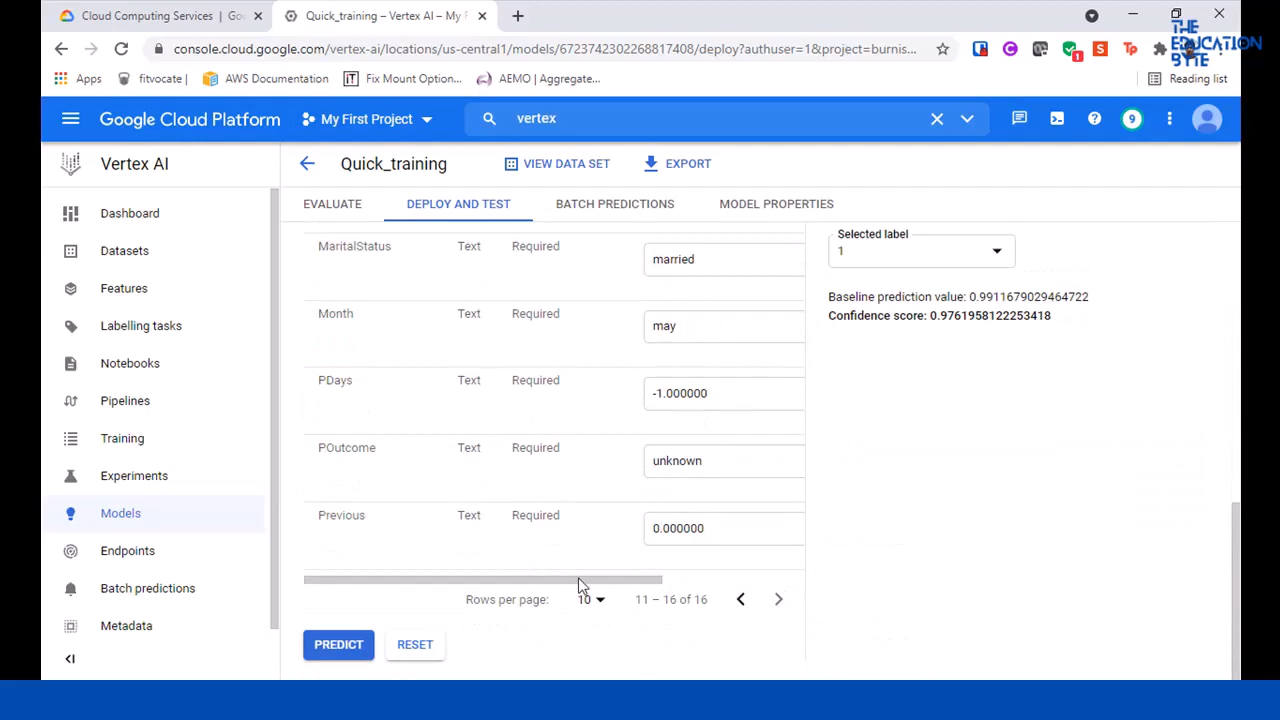 Cloud Computing Services | Go
Quick_training – Vertex AI – My F
THE
EDUCATION
BYTE
console.cloud.google.com/vertex-ai/locations/us-central1/models/6723742302268817408/deploy?authuser=1&project=burnis...
Apps
fitvocate |
AWS Documentation
Fix Mount Option...
AEMO | Aggregate...
Reading list
Google Cloud Platform
My First Project
vertex
9
Vertex AI
Quick_training
VIEW DATA SET
EXPORT
EVALUATE
DEPLOY AND TEST
BATCH PREDICTIONS
MODEL PROPERTIES
Dashboard
Datasets
Features
Labelling tasks
Notebooks
Pipelines
Training
Experiments
Models
Endpoints
Batch predictions
Metadata
MaritalStatus Text Required married
Month Text Required may
PDays Text Required -1.000000
POutcome Text Required unknown
Previous Text Required 0.000000
Rows per page: 10 11 – 16 of 16
PREDICT
RESET
Selected label
1
Baseline prediction value: 0.9911679029464722
Confidence score: 0.9761958122253418